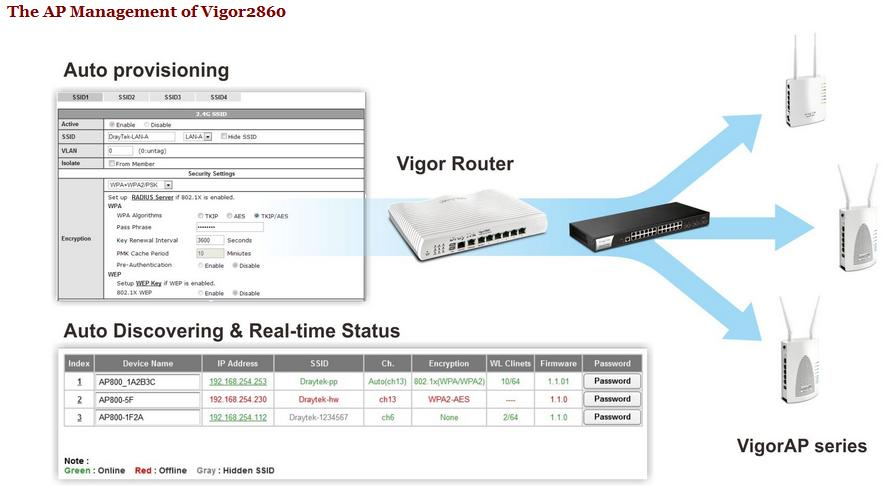 The AP Management of Vigor2860
Auto provisioning
SSID1 SSID2 SSID3 SSID4
2.4G SSID
Active Enable Disable
SSID DrayTek-LAN-A LAN-A Hide SSID
VLAN 0 (0:untag)
Isolate From Member
Security Settings
WPA+WPA2/PSK
Set up RADIUS Server if 802.1X is enabled.
WPA
WPA Algorithms TKIP AES TKIP/AES
Pass Phrase ••••••••
Key Renewal Interval 3600 Seconds
Encryption
PMK Cache Period 10 Miniutes
Pre-Authentication Enable Disable
WEP
Setup WEP Key if WEP is enabled.
802.1X WEP Enable Disable
Vigor Router
Auto Discovering & Real-time Status
Index Device Name IP Address SSID Ch. Encryption WL Clinets Firmware Password
1 AP800_1A2B3C 192.168.254.253 Draytek-pp Auto(ch13) 802.1x(WPA/WPA2) 10/64 1.1.01 Password
2 AP800-5F 192.168.254.230 Draytek-hw ch13 WPA2-AES ---- 1.1.0 Password
3 AP800-1F2A 192.168.254.112 Draytek-1234567 ch6 None 2/64 1.1.0 Password
Note :
Green : Online Red : Offline Gray : Hidden SSID
VigorAP series